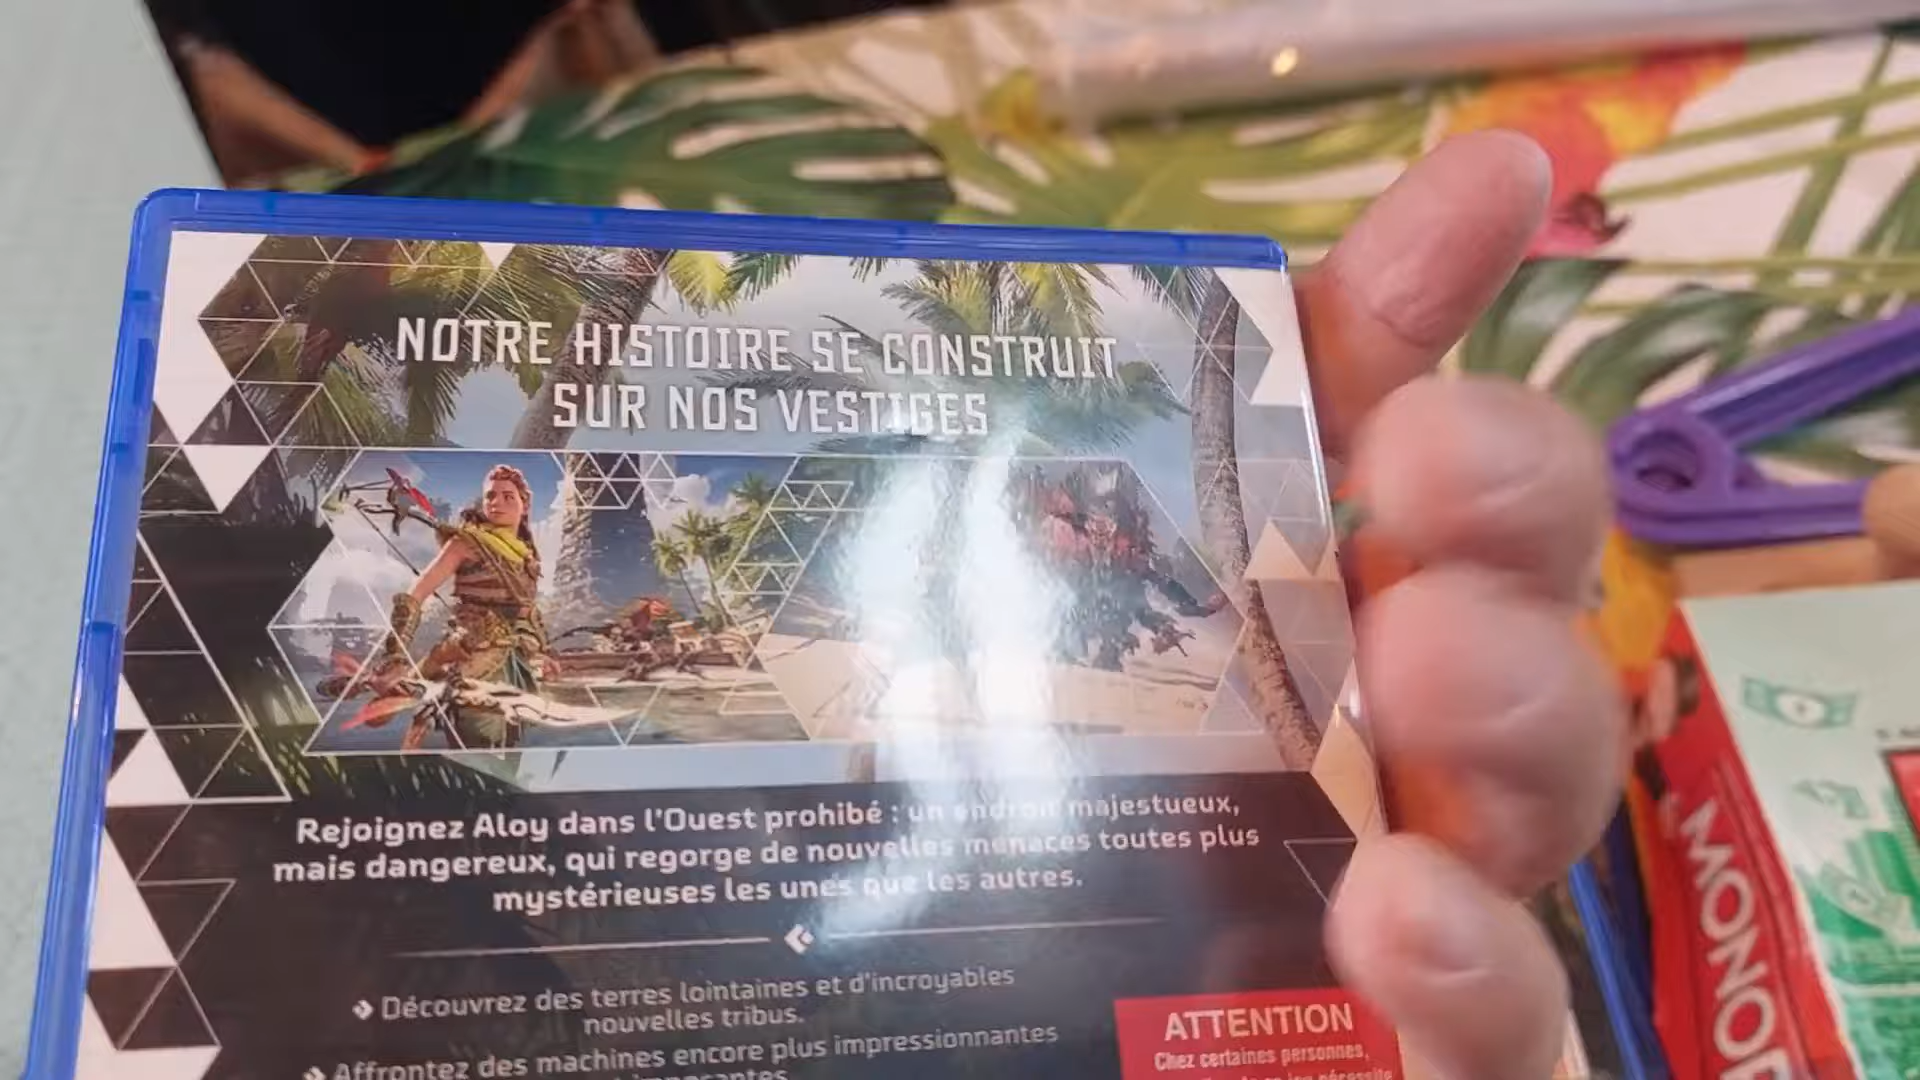 NOTRE HISTOIRE SE CONSTRUIT
SUR NOS VESTIGES
Rejoignez Aloy dans l'Ouest prohibé : un endroit majestueux,
mais dangereux, qui regorge de nouvelles menaces toutes plus
mystérieuses les unes que les autres.
Découvrez des terres lointaines et d'incroyables
nouvelles tribus.
Affrontez des machines encore plus impressionnantes
ATTENTION
Chez certaines personnes,
MONOP